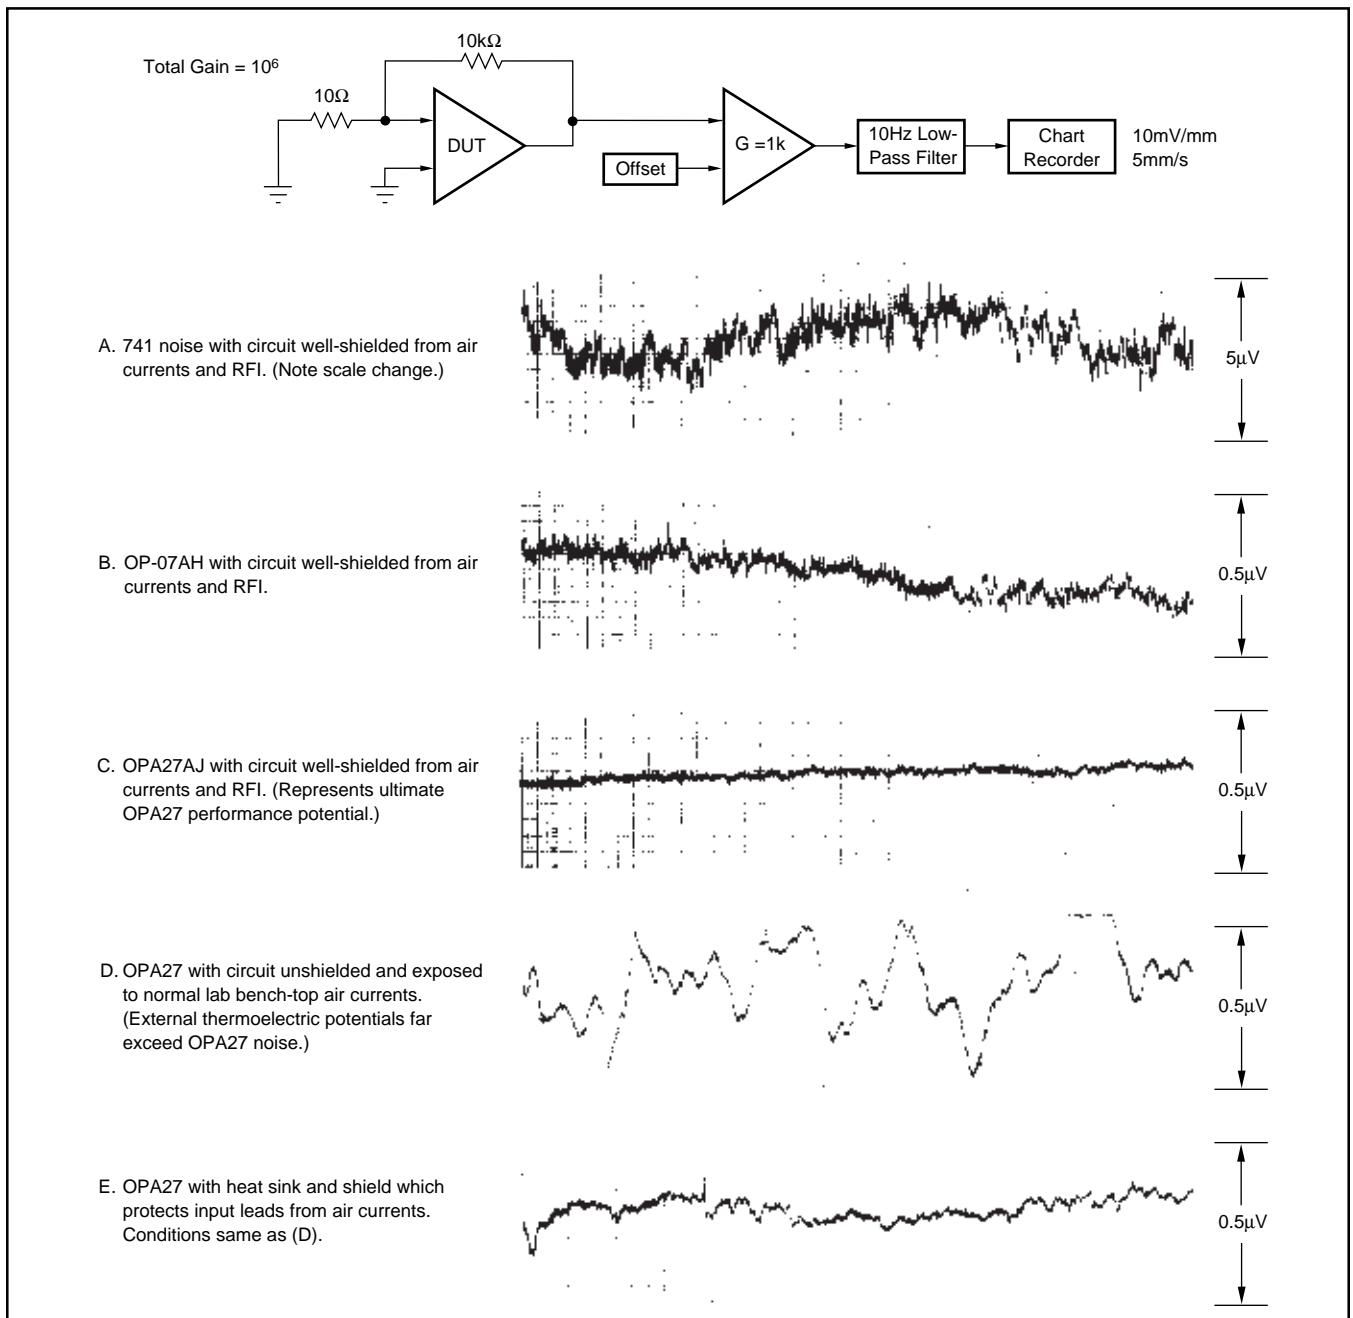 Total Gain = 10⁶
10Ω
10kΩ
DUT
Offset
G =1k
10Hz Low-
Pass Filter
Chart
Recorder
10mV/mm
5mm/s
A. 741 noise with circuit well-shielded from air
currents and RFI. (Note scale change.)
5µV
B. OP-07AH with circuit well-shielded from air
currents and RFI.
0.5µV
C. OPA27AJ with circuit well-shielded from air
currents and RFI. (Represents ultimate
OPA27 performance potential.)
0.5µV
D. OPA27 with circuit unshielded and exposed
to normal lab bench-top air currents.
(External thermoelectric potentials far
exceed OPA27 noise.)
0.5µV
E. OPA27 with heat sink and shield which
protects input leads from air currents.
Conditions same as (D).
0.5µV